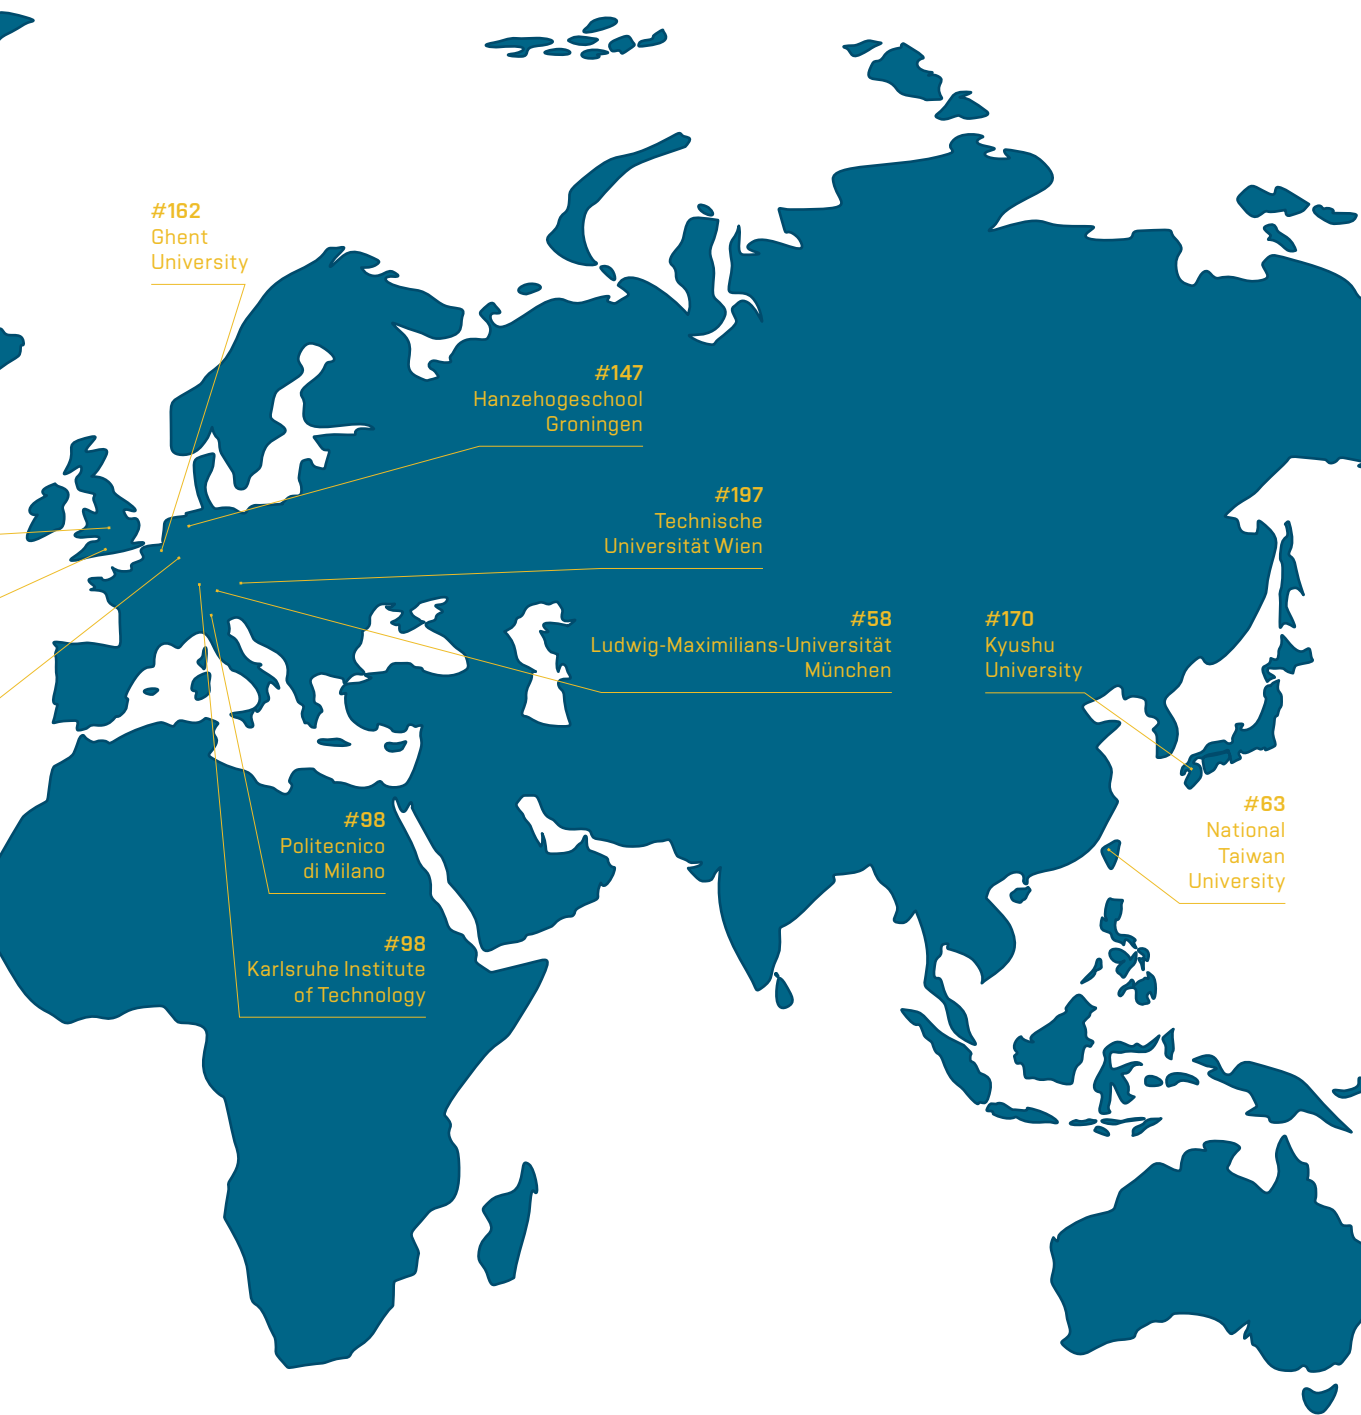 #162
Ghent
University
#147
Hanzehogeschool
Groningen
#197
Technische
Universität Wien
#58
Ludwig-Maximilians-Universität
München
#170
Kyushu
University
#63
National
Taiwan
University
#98
Politecnico
di Milano
#98
Karlsruhe Institute
of Technology